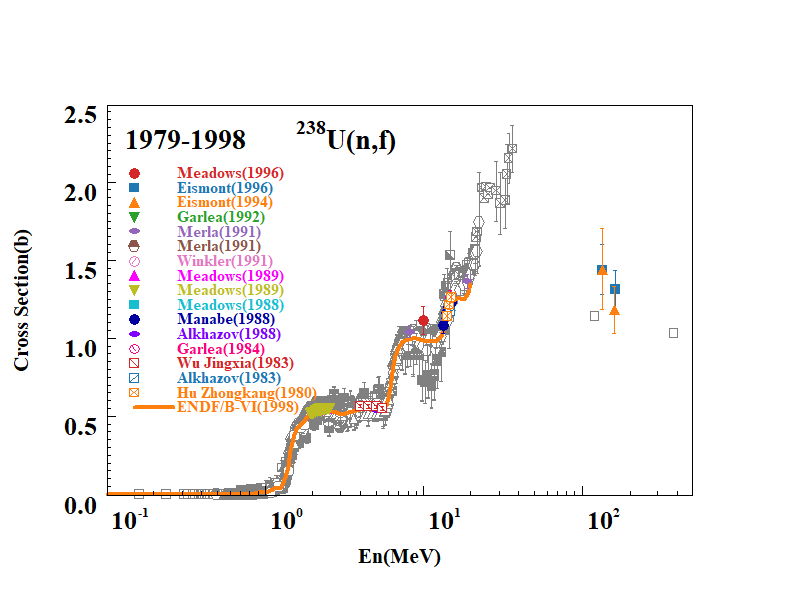 2.5
1979-1998
²³⁸U(n,f)
Meadows(1996)
Eismont(1996)
Eismont(1994)
Garlea(1992)
Merla(1991)
Merla(1991)
Winkler(1991)
Meadows(1989)
Meadows(1989)
Meadows(1988)
Manabe(1988)
Alkhazov(1988)
Garlea(1984)
Wu Jingxia(1983)
Alkhazov(1983)
Hu Zhongkang(1980)
ENDF/B-VI(1998)
2.0
1.5
1.0
0.5
0.0
Cross Section(b)
10⁻¹
10⁰
10¹
10²
En(MeV)